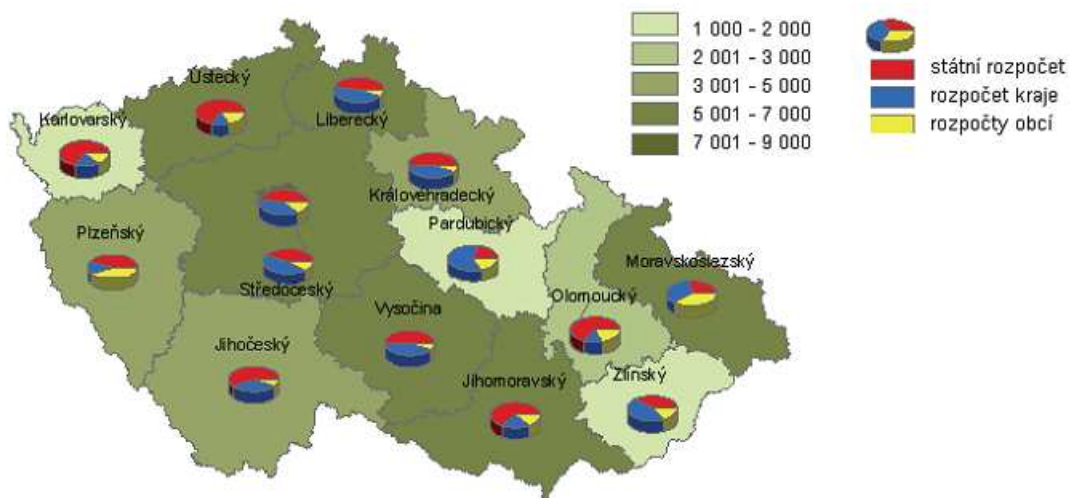 1 000 - 2 000
2 001 - 3 000
3 001 - 5 000
5 001 - 7 000
7 001 - 9 000
státní rozpočet
rozpočet kraje
rozpočty obcí
Ústecký
Liberecký
Karlovarský
Královehradecký
Pardubický
Plzeňský
Moravskoslezský
Středočeský
Olomoucký
Vysočina
Jihočeský
Jihomoravský
Zlínský